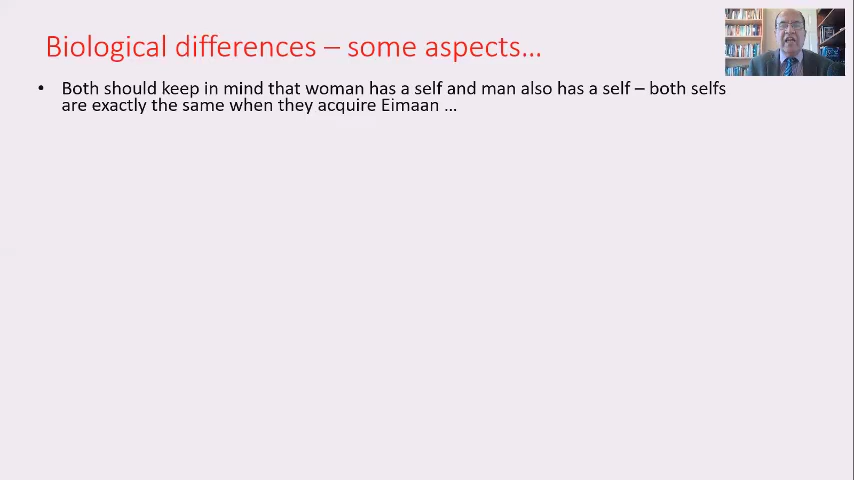 Biological differences – some aspects…
• Both should keep in mind that woman has a self and man also has a self – both selfs
are exactly the same when they acquire Eimaan …